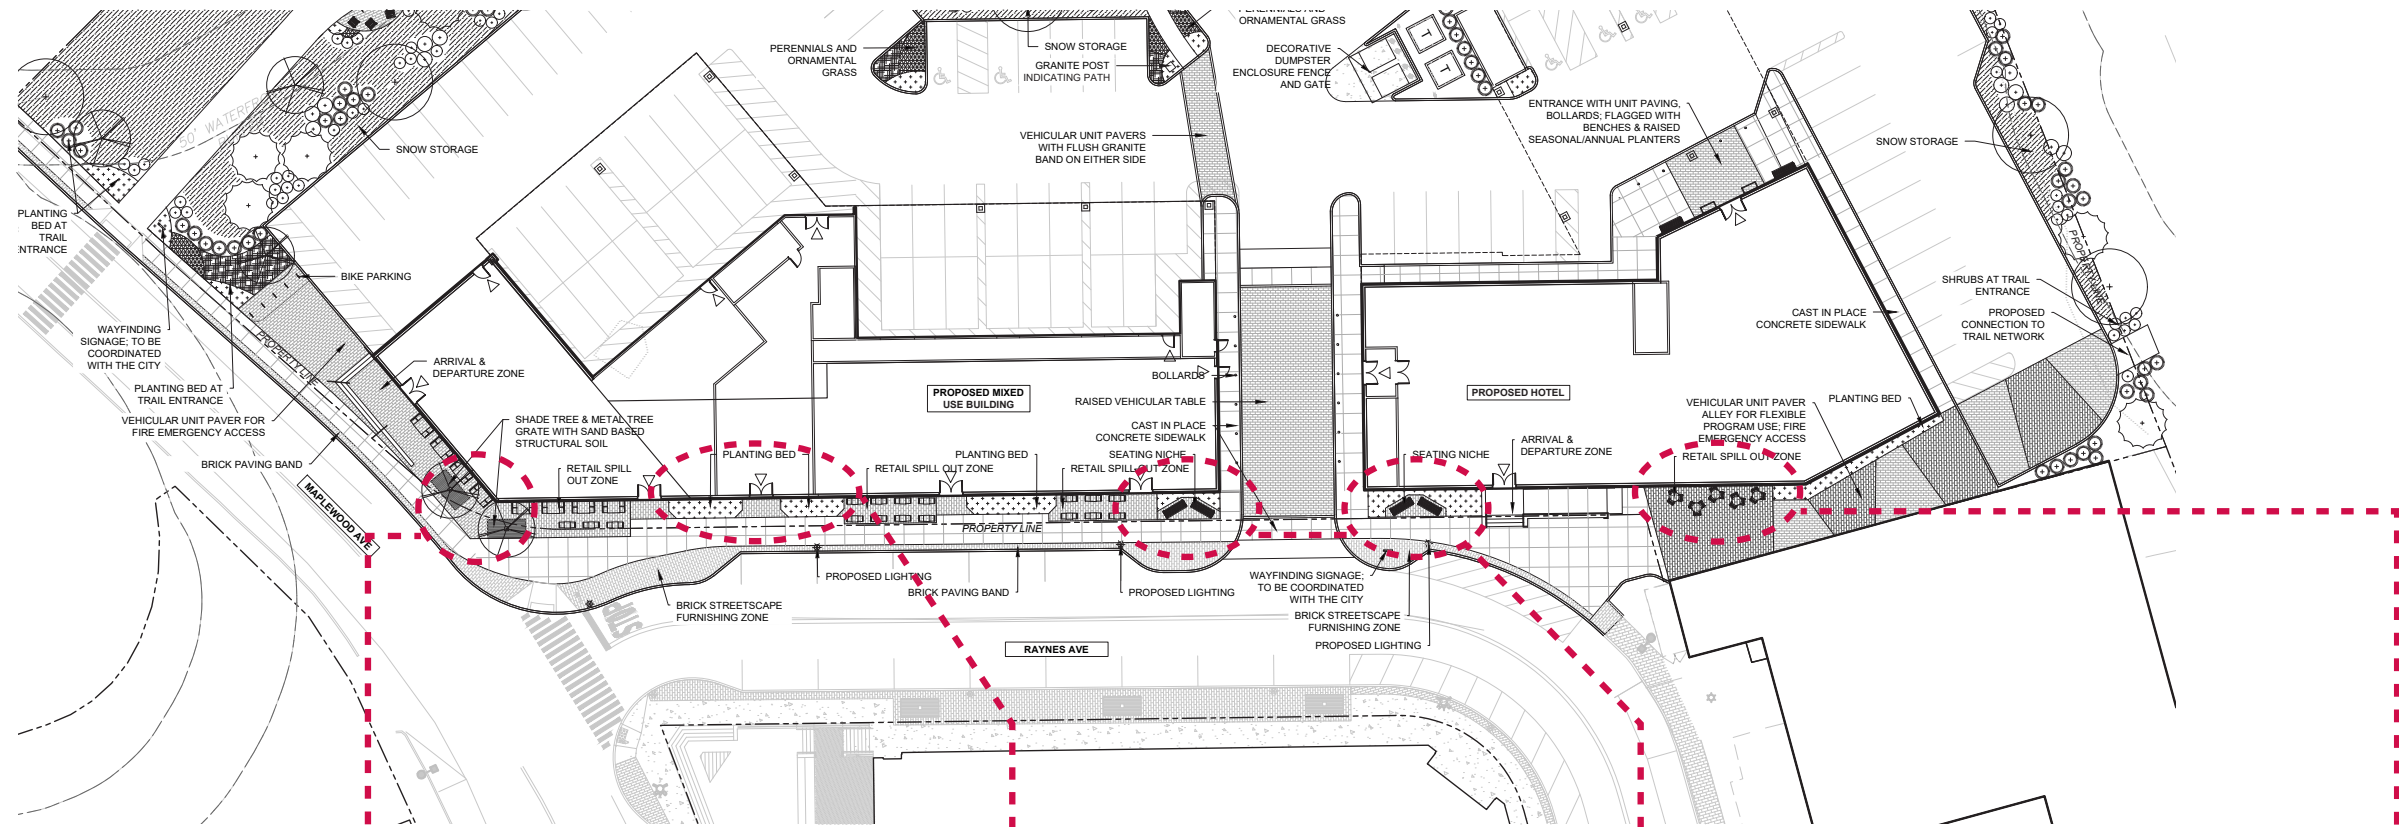 PERENNIALS AND
ORNAMENTAL GRASS
PERENNIALS AND
ORNAMENTAL
GRASS
SNOW STORAGE
GRANITE POST
INDICATING PATH
DECORATIVE
DUMPSTER
ENCLOSURE FENCE
AND GATE
T
T
50' WATERF
SNOW STORAGE
VEHICULAR UNIT PAVERS
WITH FLUSH GRANITE
BAND ON EITHER SIDE
ENTRANCE WITH UNIT PAVING,
BOLLARDS; FLAGGED WITH
BENCHES & RAISED
SEASONAL/ANNUAL PLANTERS
SNOW STORAGE
PLANTING
BED AT
TRAIL
ENTRANCE
BIKE PARKING
PROPERTY LINE
SHRUBS AT TRAIL
ENTRANCE
PROPOSED
CONNECTION TO
TRAIL NETWORK
CAST IN PLACE
CONCRETE SIDEWALK
WAYFINDING
SIGNAGE; TO BE
COORDINATED
WITH THE CITY
PROPERTY LINE
PLANTING BED AT
TRAIL ENTRANCE
VEHICULAR UNIT PAVER FOR
FIRE EMERGENCY ACCESS
BRICK PAVING BAND
MAPLEWOOD AVE
ARRIVAL &
DEPARTURE ZONE
SHADE TREE & METAL TREE
GRATE WITH SAND BASED
STRUCTURAL SOIL
RETAIL SPILL
OUT ZONE
PLANTING BED
RETAIL SPILL OUT ZONE
PROPOSED MIXED
USE BUILDING
PLANTING BED
BOLLARDS
RAISED VEHICULAR TABLE
CAST IN PLACE
CONCRETE SIDEWALK
SEATING NICHE
RETAIL SPILL OUT ZONE
PROPOSED HOTEL
SEATING NICHE
ARRIVAL &
DEPARTURE ZONE
VEHICULAR UNIT PAVER
ALLEY FOR FLEXIBLE
PROGRAM USE; FIRE
EMERGENCY ACCESS
PLANTING BED
RETAIL SPILL OUT ZONE
PROPERTY LINE
PROPOSED LIGHTING
BRICK PAVING BAND
PROPOSED LIGHTING
BRICK STREETSCAPE
FURNISHING ZONE
STOP
WAYFINDING SIGNAGE;
TO BE COORDINATED
WITH THE CITY
BRICK STREETSCAPE
FURNISHING ZONE
PROPOSED LIGHTING
RAYNES AVE